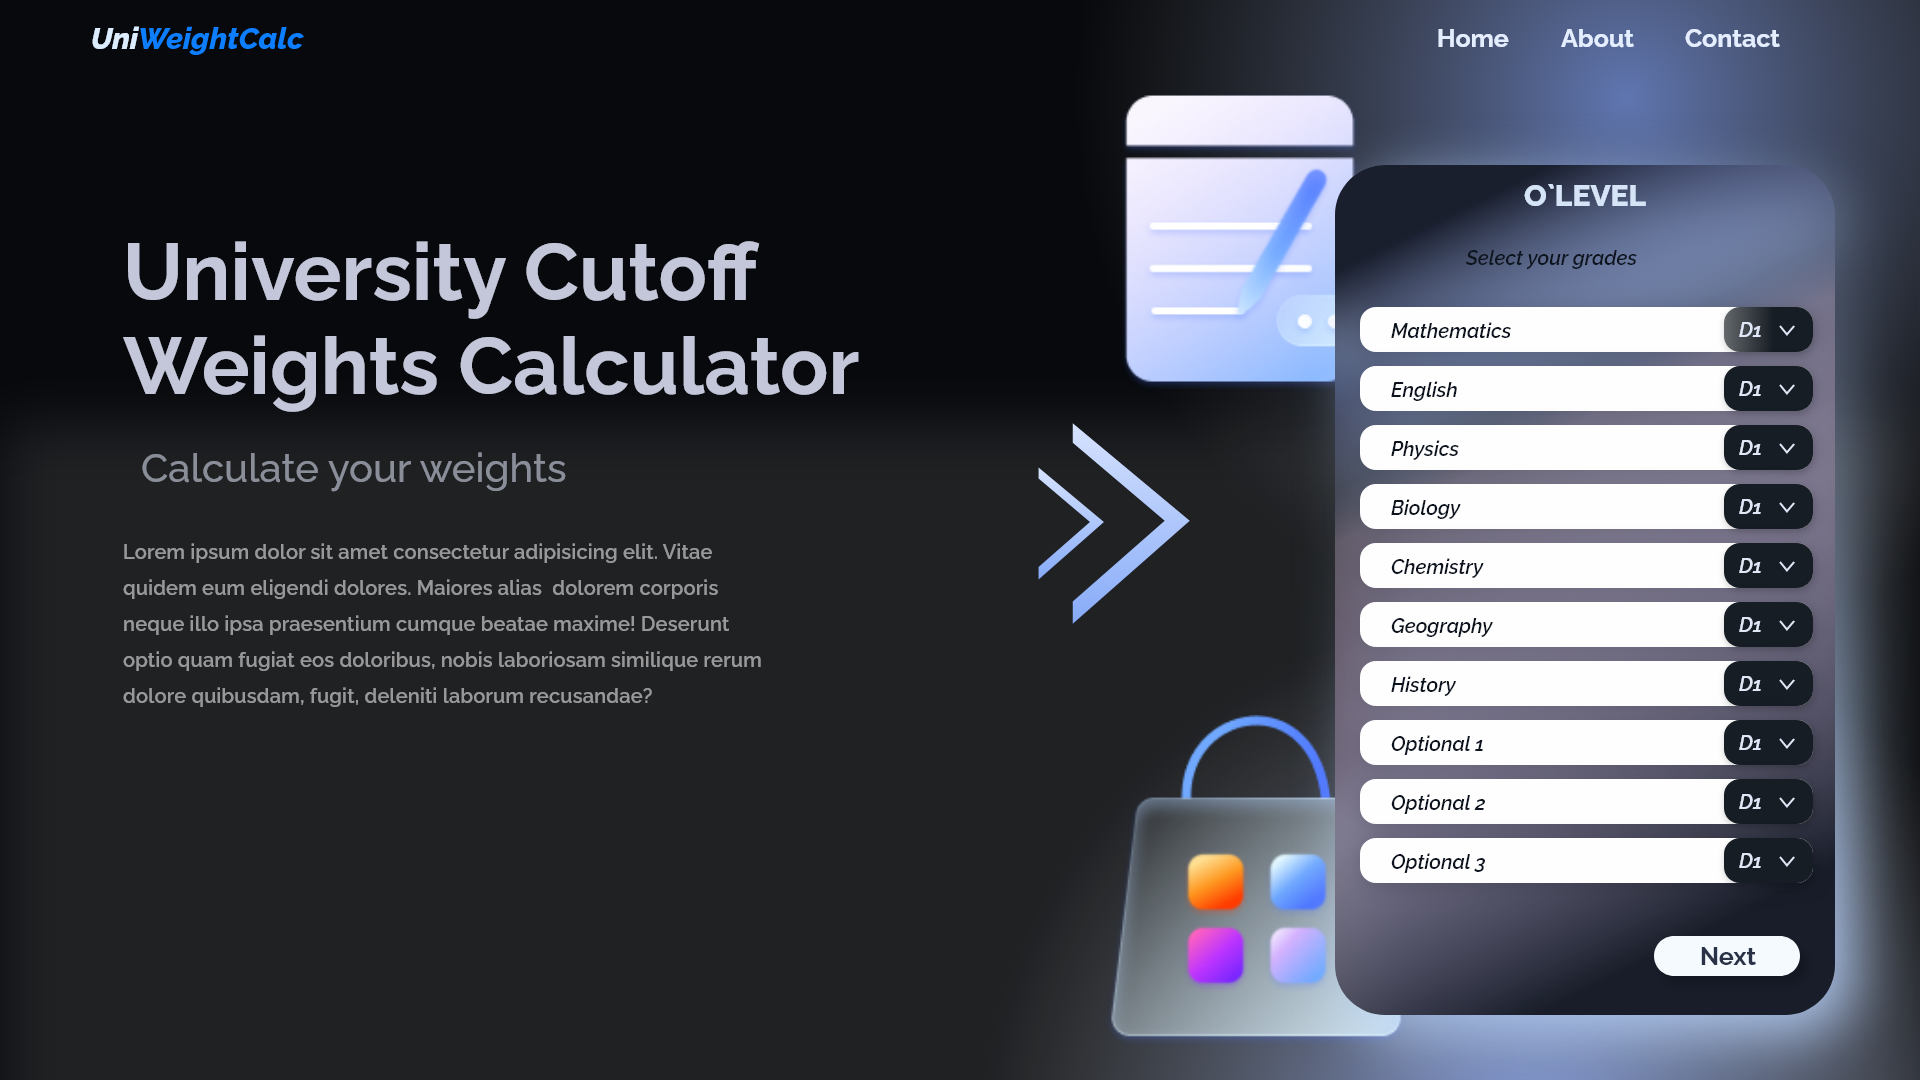 UniWeightCalc
Home About Contact
University Cutoff
Weights Calculator
Calculate your weights
Lorem ipsum dolor sit amet consectetur adipisicing elit. Vitae
quidem eum eligendi dolores. Maiores alias  dolorem corporis
neque illo ipsa praesentium cumque beatae maxime! Deserunt
optio quam fugiat eos doloribus, nobis laboriosam similique rerum
dolore quibusdam, fugit, deleniti laborum recusandae?
O`LEVEL
Select your grades
Mathematics D1
English D1
Physics D1
Biology D1
Chemistry D1
Geography D1
History D1
Optional 1 D1
Optional 2 D1
Optional 3 D1
Next